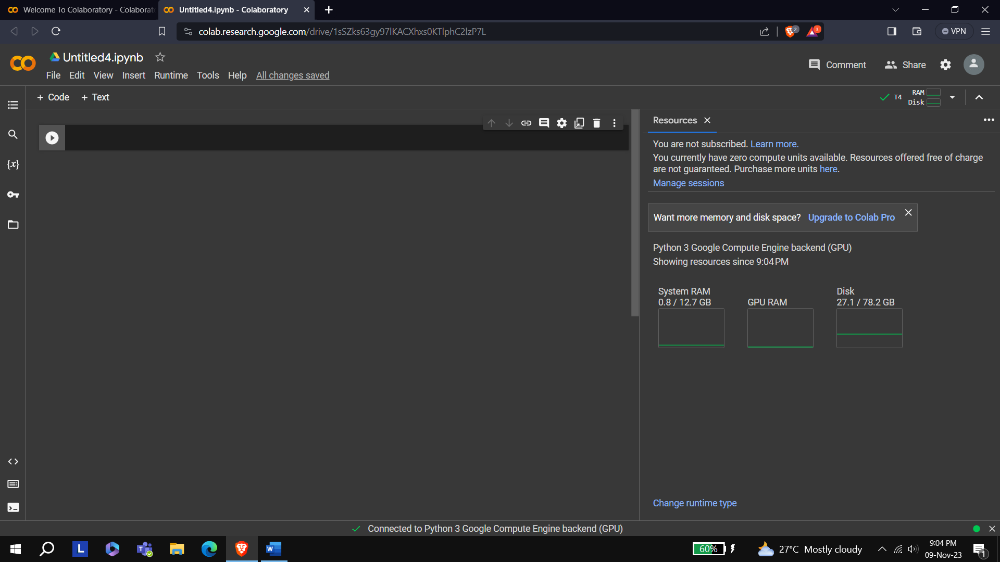 Welcome To Colaboratory - Colaborat
Untitled4.ipynb - Colaboratory
colab.research.google.com/drive/1sSZks63gy97lKACXhxs0KTlphC2lzP7L
2
3
VPN
Untitled4.ipynb
Comment
Share
File Edit View Insert Runtime Tools Help All changes saved
+ Code + Text
T4
RAM
Disk
{x}
Resources
You are not subscribed. Learn more.
You currently have zero compute units available. Resources offered free of charge
are not guaranteed. Purchase more units here.
Manage sessions
Want more memory and disk space? Upgrade to Colab Pro
Python 3 Google Compute Engine backend (GPU)
Showing resources since 9:04 PM
System RAM
0.8 / 12.7 GB
GPU RAM
Disk
27.1 / 78.2 GB
Change runtime type
Connected to Python 3 Google Compute Engine backend (GPU)
L
T
W
60%
27°C Mostly cloudy
9:04 PM
09-Nov-23
1